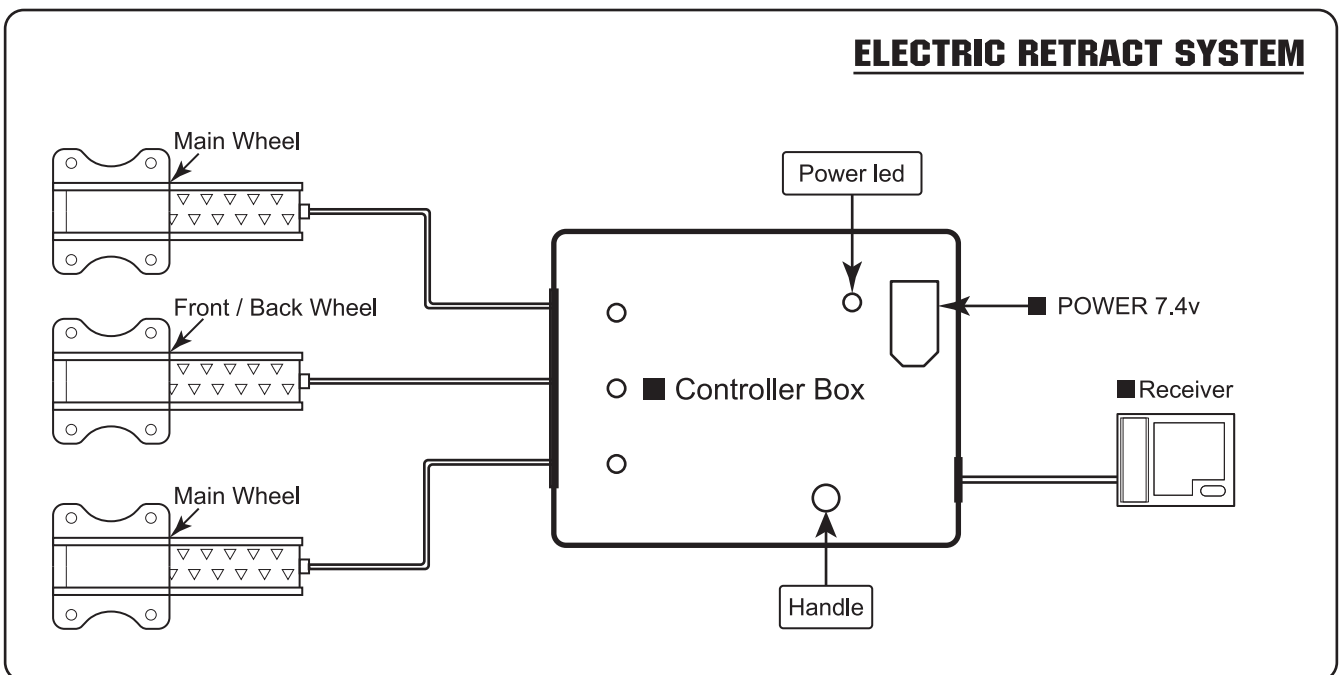 ELECTRIC RETRACT SYSTEM
Main Wheel
Power led
Front / Back Wheel
POWER 7.4v
Controller Box
Receiver
Main Wheel
Handle